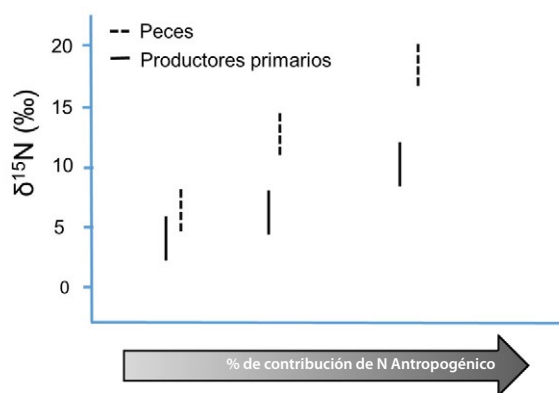 Peces
Productores primarios
δ¹⁵N (‰)
20
15
10
5
0
% de contribución de N Antropogénico